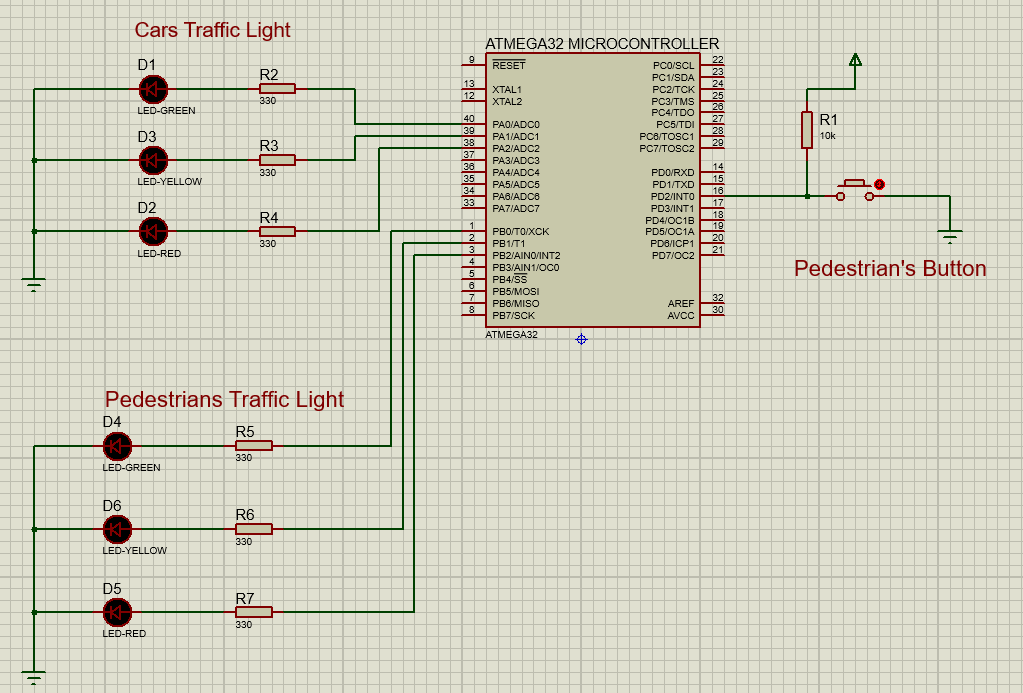 Cars Traffic Light
D1
LED-GREEN
R2
330
D3
LED-YELLOW
R3
330
D2
LED-RED
R4
330
ATMEGA32 MICROCONTROLLER
9 RESET
13 XTAL1
12 XTAL2
40 PA0/ADC0
39 PA1/ADC1
38 PA2/ADC2
37 PA3/ADC3
36 PA4/ADC4
35 PA5/ADC5
34 PA6/ADC6
33 PA7/ADC7
1 PB0/T0/XCK
2 PB1/T1
3 PB2/AIN0/INT2
4 PB3/AIN1/OC0
5 PB4/SS
6 PB5/MOSI
7 PB6/MISO
8 PB7/SCK
PC0/SCL 22
PC1/SDA 23
PC2/TCK 24
PC3/TMS 25
PC4/TDO 26
PC5/TDI 27
PC6/TOSC1 28
PC7/TOSC2 29
PD0/RXD 14
PD1/TXD 15
PD2/INT0 16
PD3/INT1 17
PD4/OC1B 18
PD5/OC1A 19
PD6/ICP1 20
PD7/OC2 21
AREF 32
AVCC 30
ATMEGA32
R1
10k
Pedestrian's Button
Pedestrians Traffic Light
D4
LED-GREEN
R5
330
D6
LED-YELLOW
R6
330
D5
LED-RED
R7
330